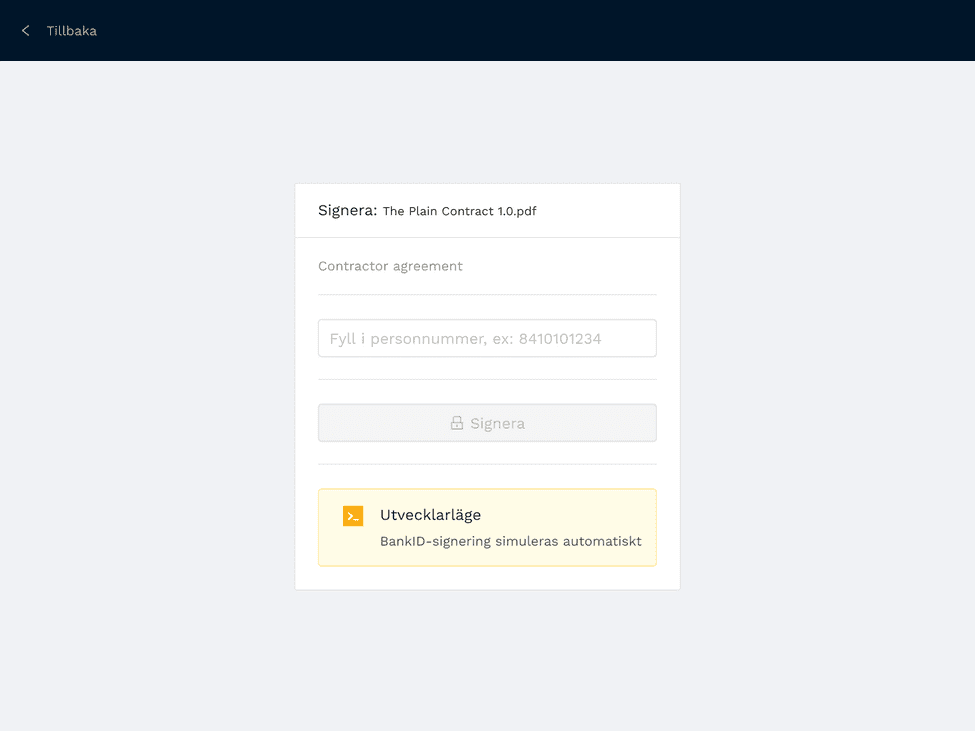 Tillbaka
Signera: The Plain Contract 1.0.pdf
Contractor agreement
Fyll i personnummer, ex: 8410101234
Signera
Utvecklarläge
BankID-signering simuleras automatiskt